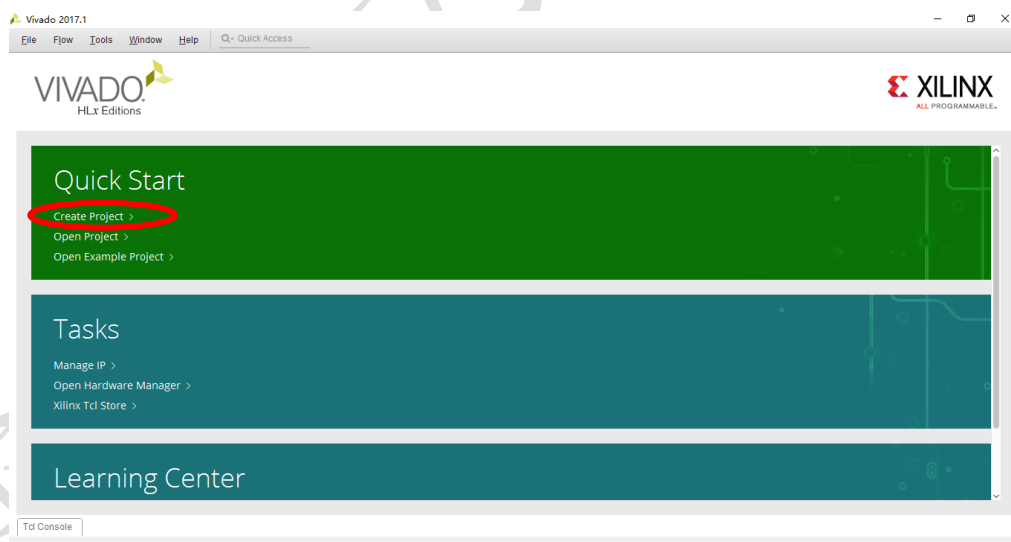 Vivado 2017.1
File Flow Tools Window Help Quick Access
VIVADO.
HLx Editions
XILINX
ALL PROGRAMMABLE™
Quick Start
Create Project >
Open Project >
Open Example Project >
Tasks
Manage IP >
Open Hardware Manager >
Xilinx Tcl Store >
Learning Center
Tcl Console